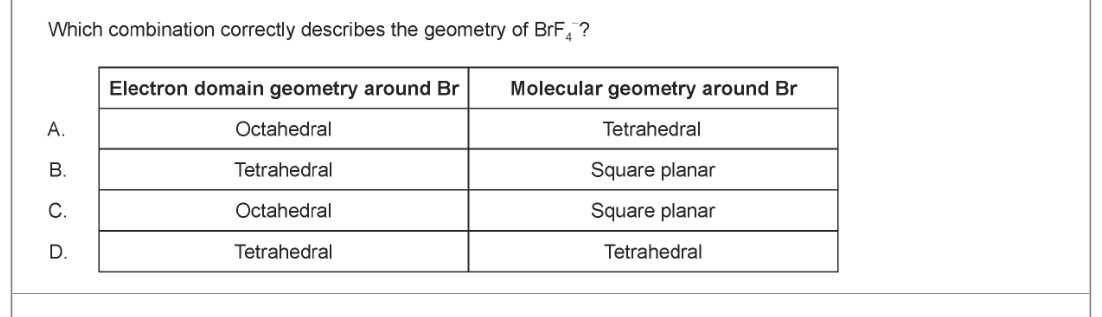 Which combination correctly describes the geometry of BrF₄⁻?
Electron domain geometry around Br Molecular geometry around Br
A. Octahedral Tetrahedral
B. Tetrahedral Square planar
C. Octahedral Square planar
D. Tetrahedral Tetrahedral